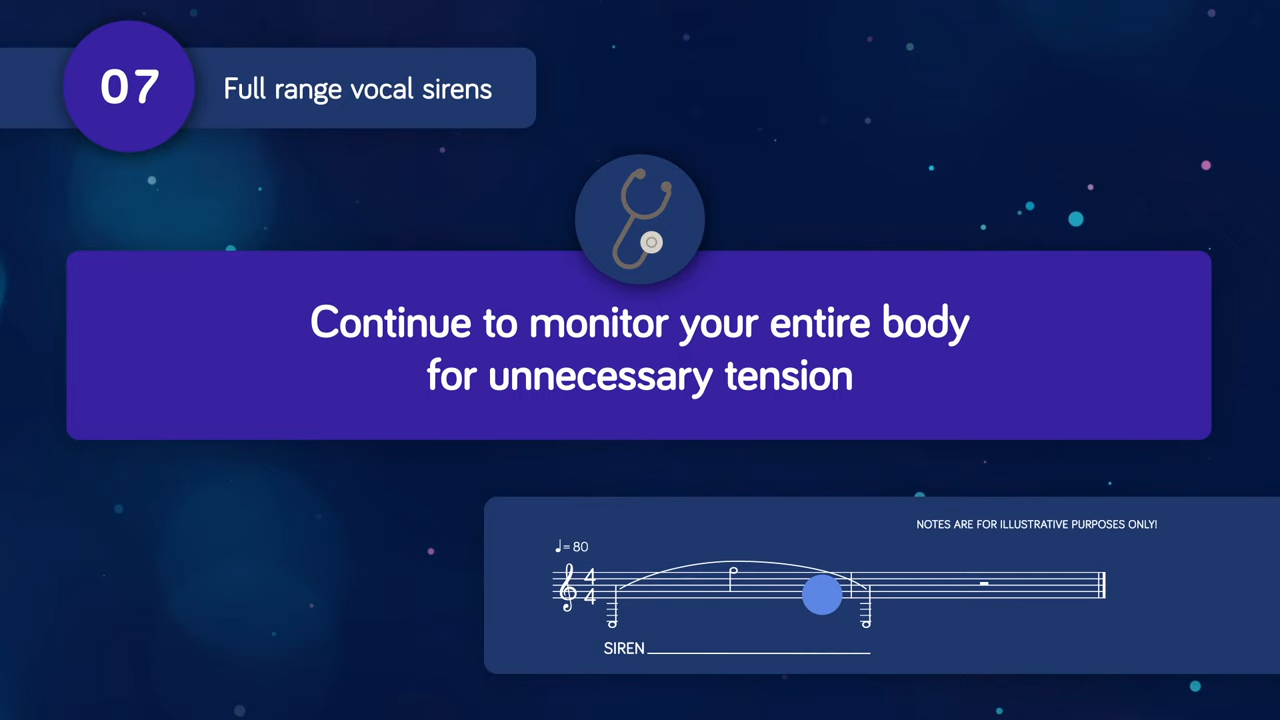 07
Full range vocal sirens
Continue to monitor your entire body
for unnecessary tension
NOTES ARE FOR ILLUSTRATIVE PURPOSES ONLY!
♩= 80
4
4
SIREN